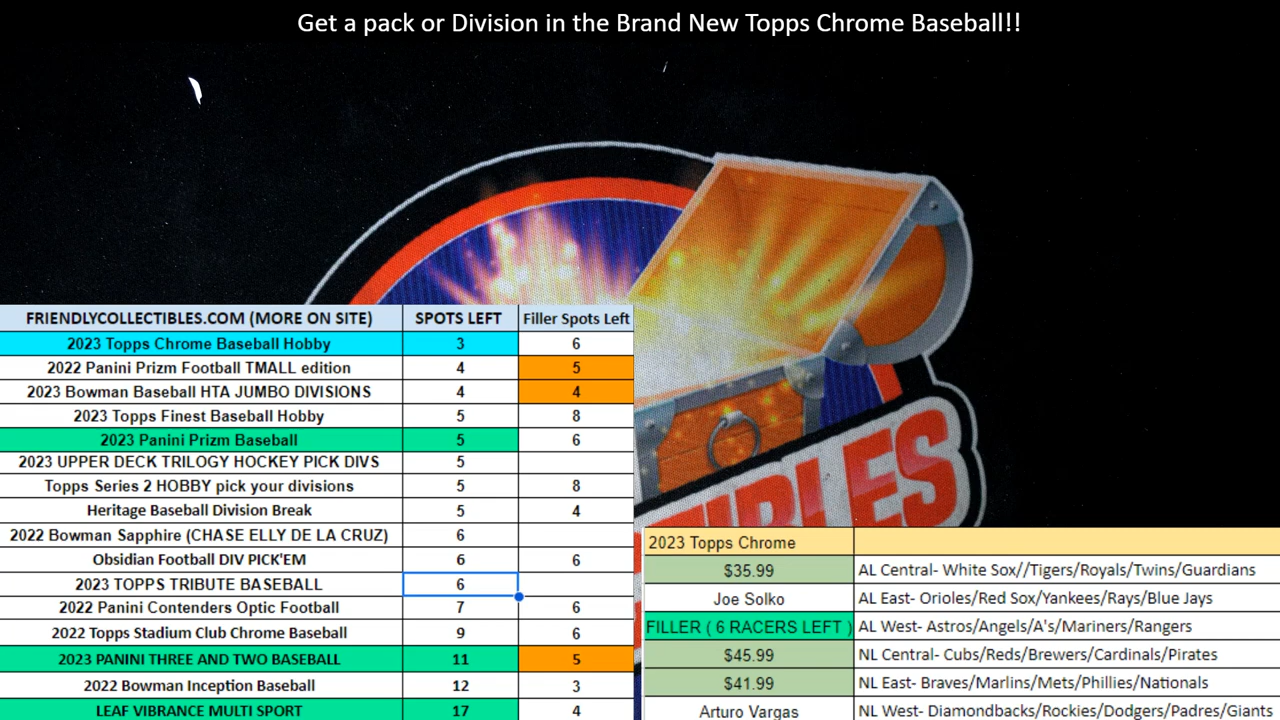 Get a pack or Division in the Brand New Topps Chrome Baseball!!
FRIENDLYCOLLECTIBLES.COM (MORE ON SITE) SPOTS LEFT Filler Spots Left
2023 Topps Chrome Baseball Hobby 3 6
2022 Panini Prizm Football TMALL edition 4 5
2023 Bowman Baseball HTA JUMBO DIVISIONS 4 4
2023 Topps Finest Baseball Hobby 5 8
2023 Panini Prizm Baseball 5 6
2023 UPPER DECK TRILOGY HOCKEY PICK DIVS 5
Topps Series 2 HOBBY pick your divisions 5 8
Heritage Baseball Division Break 5 4
2022 Bowman Sapphire (CHASE ELLY DE LA CRUZ) 6
Obsidian Football DIV PICK'EM 6 6
2023 TOPPS TRIBUTE BASEBALL 6
2022 Panini Contenders Optic Football 7 6
2022 Topps Stadium Club Chrome Baseball 9 6
2023 PANINI THREE AND TWO BASEBALL 11 5
2022 Bowman Inception Baseball 12 3
LEAF VIBRANCE MULTI SPORT 17 4
TIBLES
2023 Topps Chrome
$35.99 AL Central- White Sox//Tigers/Royals/Twins/Guardians
Joe Solko AL East- Orioles/Red Sox/Yankees/Rays/Blue Jays
FILLER ( 6 RACERS LEFT ) AL West- Astros/Angels/A's/Mariners/Rangers
$45.99 NL Central- Cubs/Reds/Brewers/Cardinals/Pirates
$41.99 NL East- Braves/Marlins/Mets/Phillies/Nationals
Arturo Vargas NL West- Diamondbacks/Rockies/Dodgers/Padres/Giants